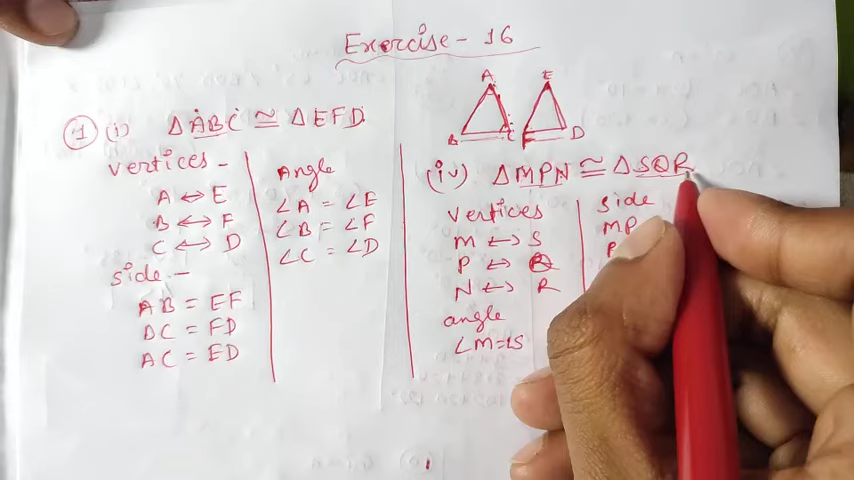 Exercise - 16
A E
B C F D
① (i) ΔABC ≅ ΔEFD
vertices -
A ↔ E
B ↔ F
C ↔ D
side -
AB = EF
BC = FD
AC = ED
Angle
∠A = ∠E
∠B = ∠F
∠C = ∠D
(iv) ΔMPN ≅ ΔSQR
vertices
M ↔ S
P ↔ Q
N ↔ R
angle
∠M = ∠S
side
MP
P